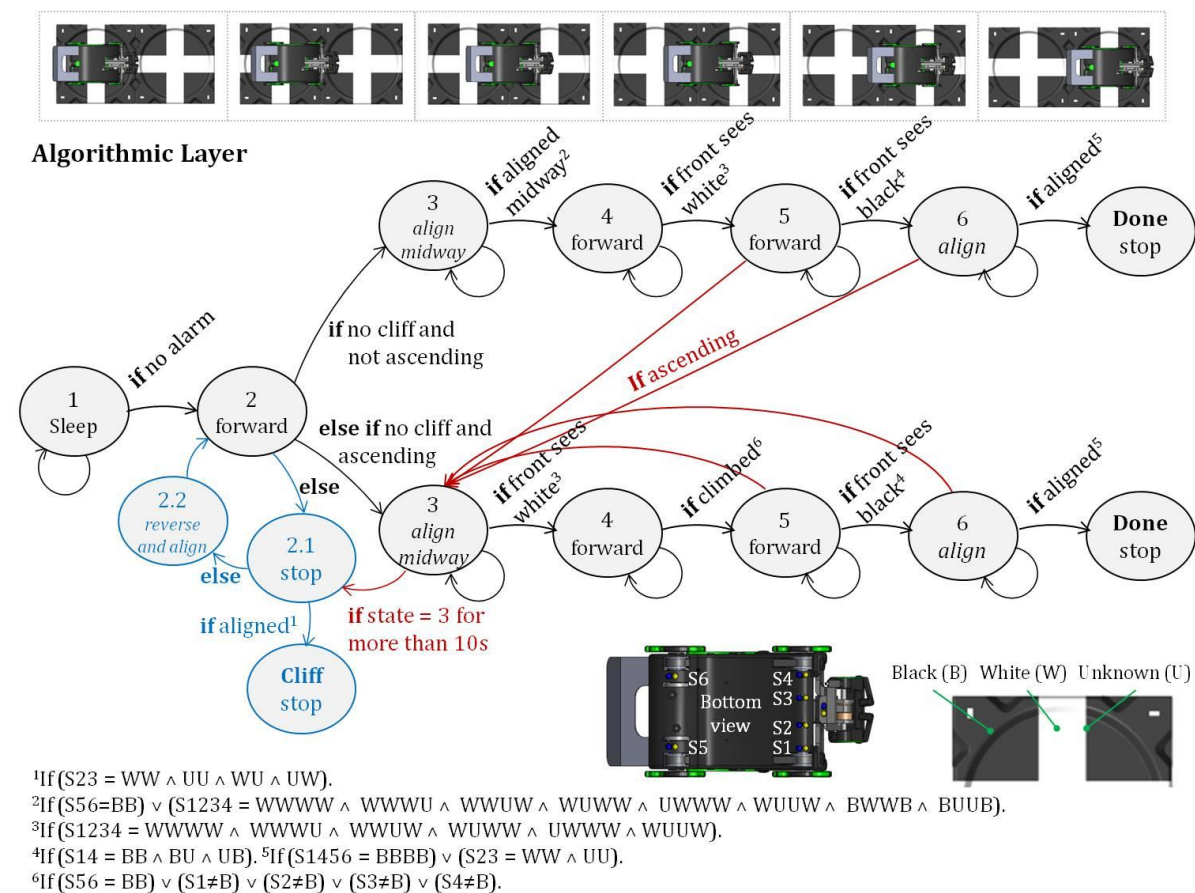 Algorithmic Layer
if aligned
midway²
if front sees
white³
if front sees
black⁴
if aligned⁵
3
align
midway
4
forward
5
forward
6
align
Done
stop
if no cliff and
not ascending
If ascending
if no alarm
1
Sleep
2
forward
else if no cliff and
ascending
else
if front sees
white³
if climbed⁶
if front sees
black⁴
if aligned⁵
2.2
reverse
and align
3
align
midway
4
forward
5
forward
6
align
Done
stop
2.1
stop
else
if aligned¹
if state = 3 for
more than 10s
Cliff
stop
S6
S4
S3
Bottom
view
S2
S5
S1
Black (B) White (W) Unknown (U)
¹If (S23 = WW ∧ UU ∧ WU ∧ UW).
²If (S56=BB) ∨ (S1234 = WWWW ∧ WWWU ∧ WWUW ∧ WUWW ∧ UWWW ∧ WUUW ∧ BWWB ∧ BUUB).
³If (S1234 = WWWW ∧ WWWU ∧ WWUW ∧ WUWW ∧ UWWW ∧ WUUW).
⁴If (S14 = BB ∧ BU ∧ UB). ⁵If (S1456 = BBBB) ∨ (S23 = WW ∧ UU).
⁶If (S56 = BB) ∨ (S1≠B) ∨ (S2≠B) ∨ (S3≠B) ∨ (S4≠B).